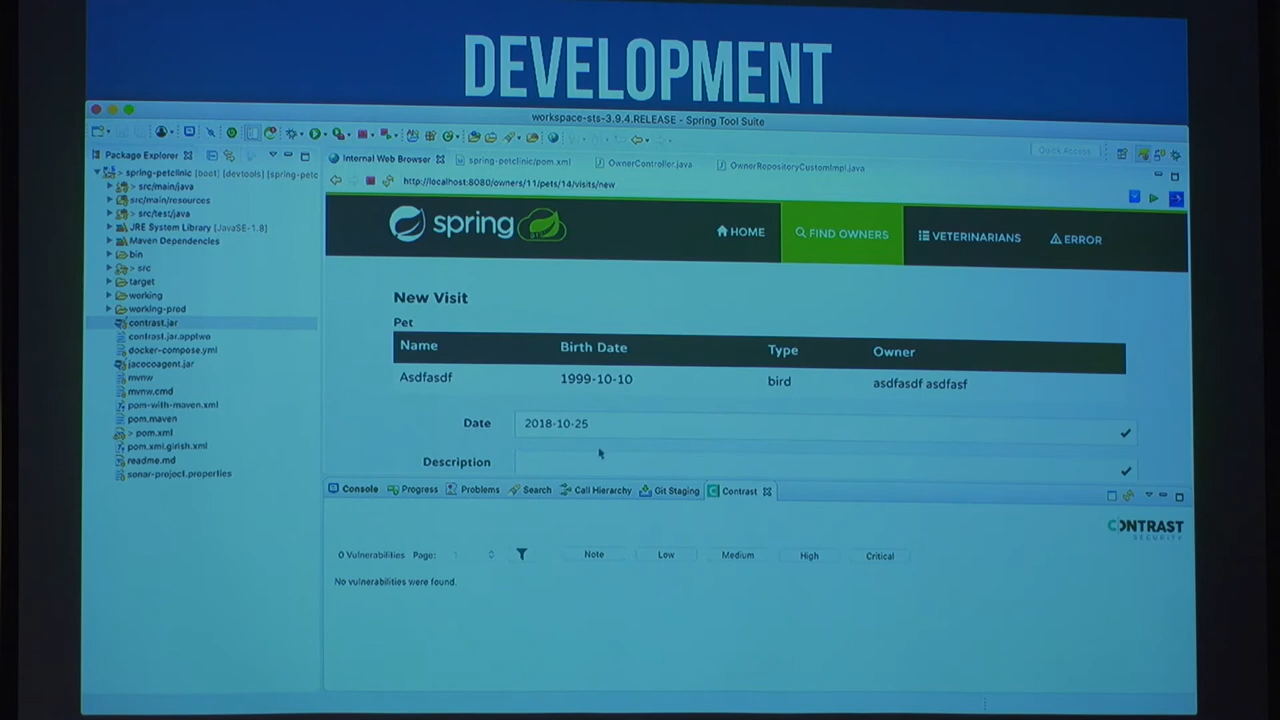 DEVELOPMENT
workspace-sts-3.9.4.RELEASE - Spring Tool Suite
Quick Access
Package Explorer
Internal Web Browser
spring-petclinic/pom.xml
OwnerController.java
OwnerRepositoryCustomImpl.java
http://localhost:8080/owners/11/pets/14/visits/new
> spring-petclinic [boot] [devtools] [spring-petc
> src/main/java
src/main/resources
> src/test/java
JRE System Library [JavaSE-1.8]
Maven Dependencies
bin
> src
target
working
working-prod
contrast.jar
contrast.jar.apptwo
docker-compose.yml
jacocoagent.jar
mvnw
mvnw.cmd
pom-with-maven.xml
pom.maven
> pom.xml
pom.xml.girish.xml
readme.md
sonar-project.properties
spring
HOME
FIND OWNERS
VETERINARIANS
ERROR
New Visit
Pet
Name Birth Date Type Owner
Asdfasdf 1999-10-10 bird asdfasdf asdfasf
Date 2018-10-25
Description
Console Progress Problems Search Call Hierarchy Git Staging Contrast
CONTRAST
SECURITY
0 Vulnerabilities Page: 1 Note Low Medium High Critical
No vulnerabilities were found.